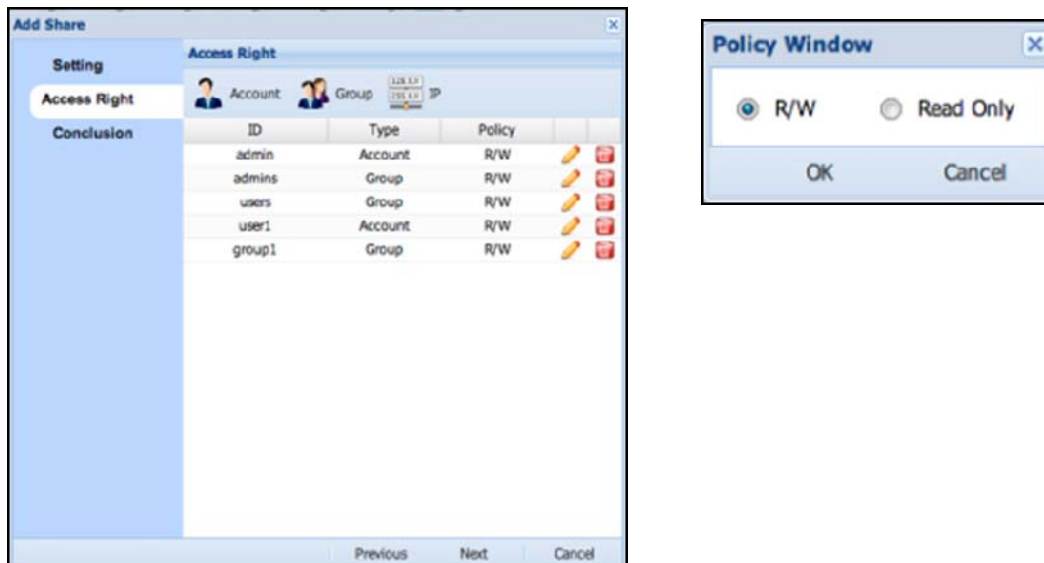 Add Share
Setting
Access Right
Conclusion
Access Right
Account Group IP
ID Type Policy
admin Account R/W
admins Group R/W
users Group R/W
user1 Account R/W
group1 Group R/W
Previous Next Cancel
Policy Window
R/W Read Only
OK Cancel